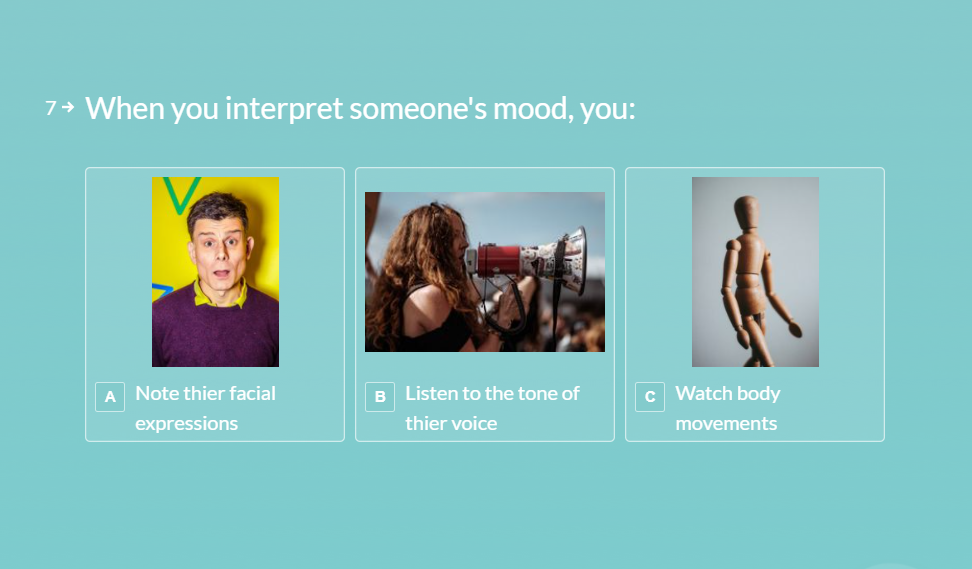 7→ When you interpret someone's mood, you:
A Note thier facial
expressions
B Listen to the tone of
thier voice
C Watch body
movements